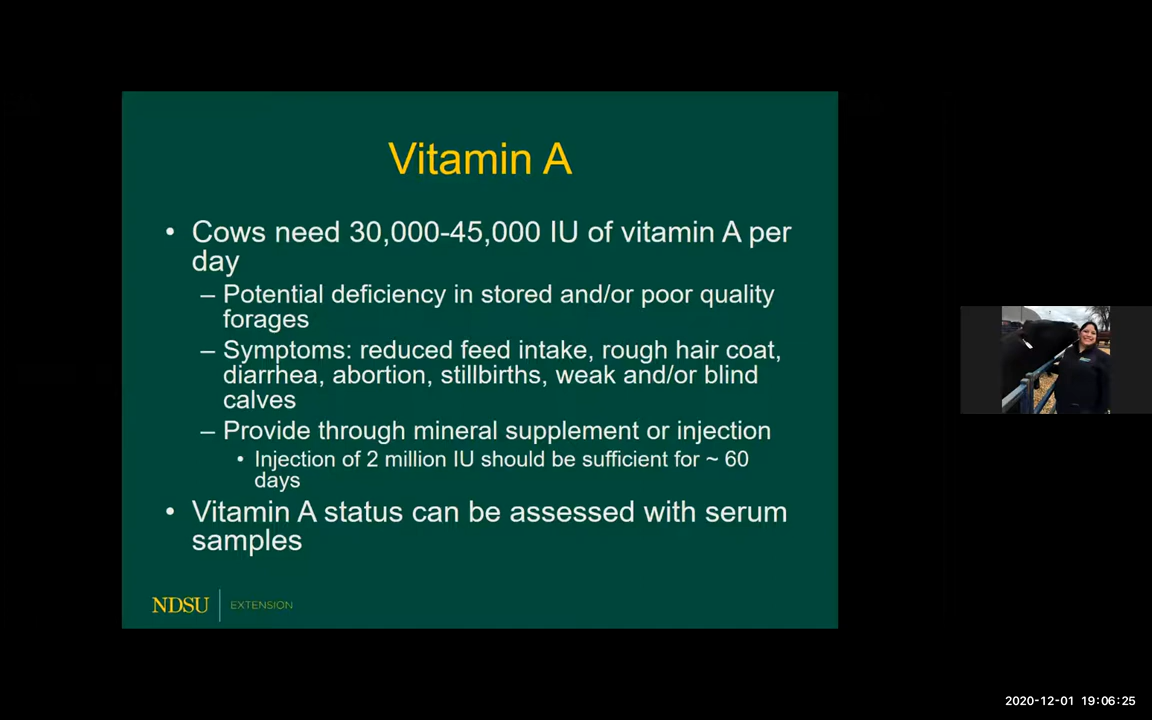 Vitamin A
• Cows need 30,000-45,000 IU of vitamin A per
day
– Potential deficiency in stored and/or poor quality
forages
– Symptoms: reduced feed intake, rough hair coat,
diarrhea, abortion, stillbirths, weak and/or blind
calves
– Provide through mineral supplement or injection
• Injection of 2 million IU should be sufficient for ~ 60
days
• Vitamin A status can be assessed with serum
samples
NDSU EXTENSION
2020-12-01 19:06:25